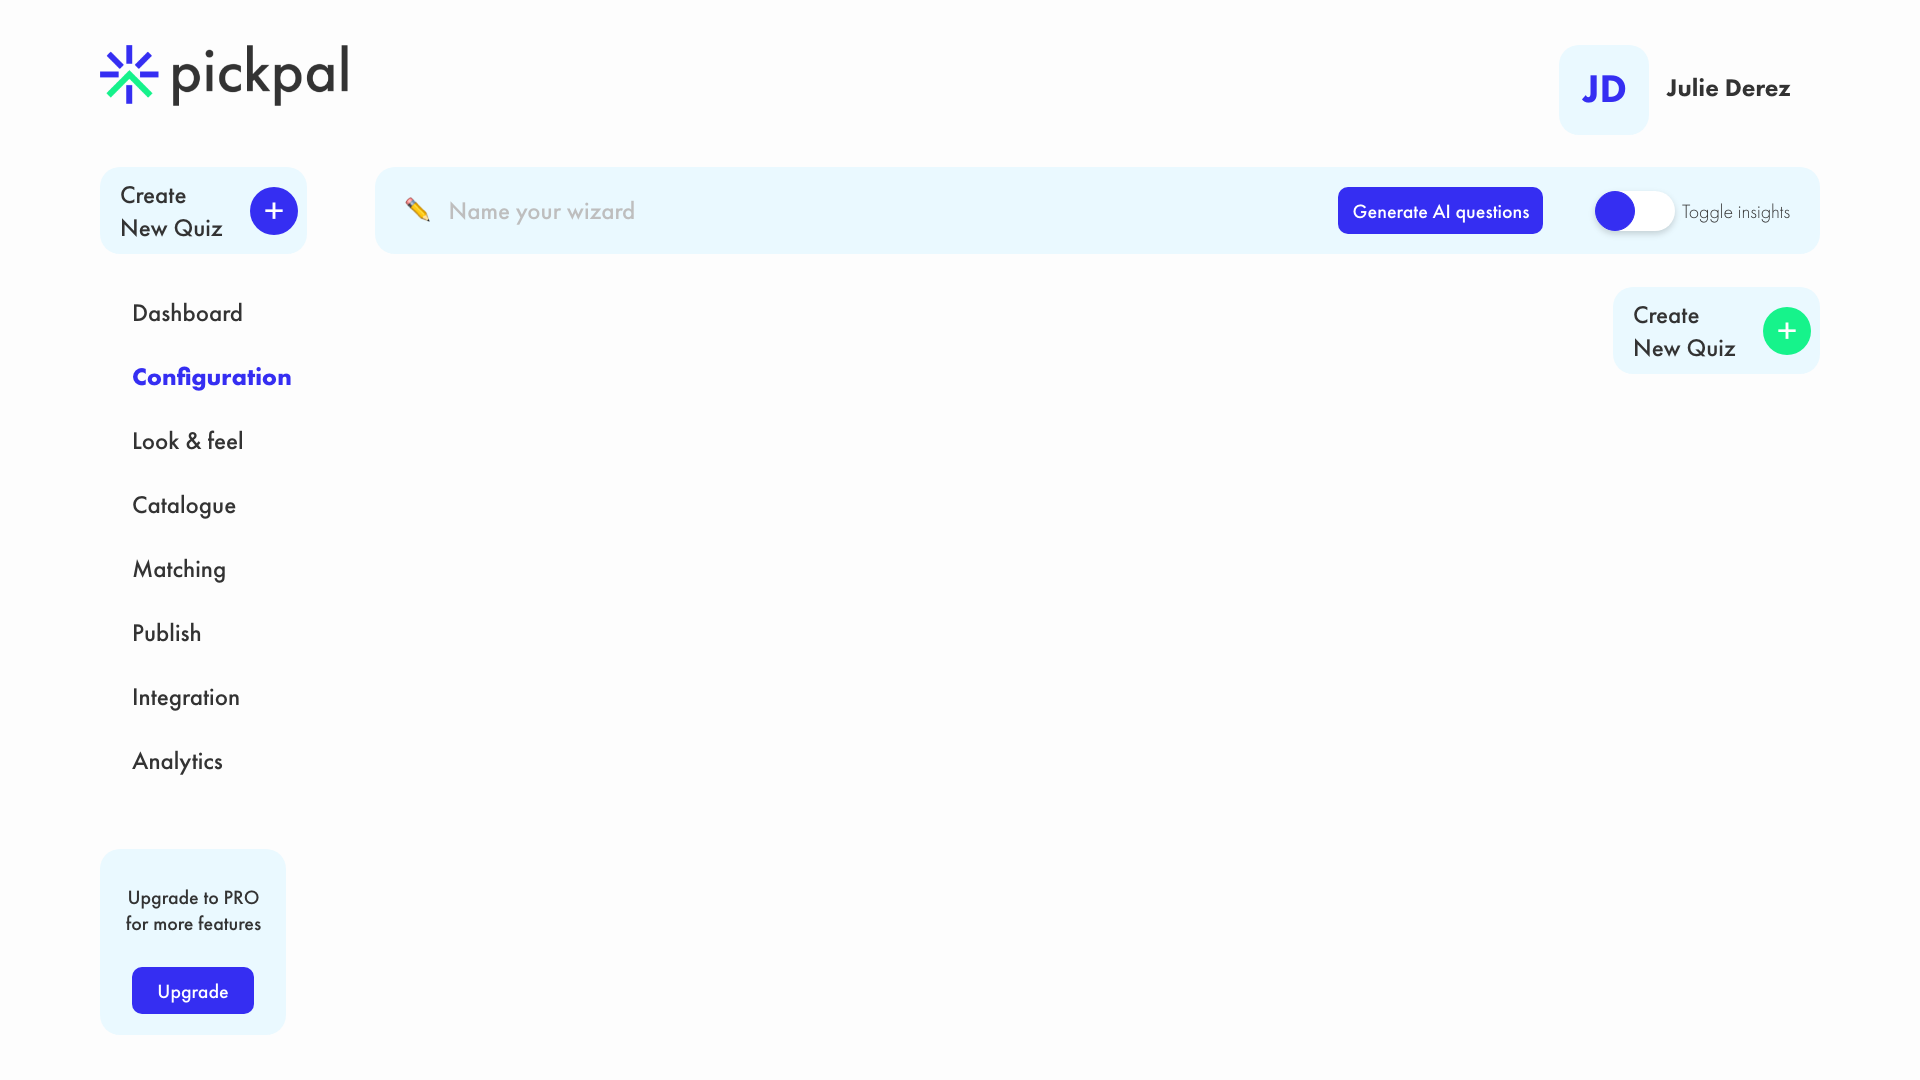 pickpal
JD
Julie Derez
Create
New Quiz
Name your wizard
Generate AI questions
Toggle insights
Dashboard
Configuration
Look & feel
Catalogue
Matching
Publish
Integration
Analytics
Create
New Quiz
Upgrade to PRO
for more features
Upgrade